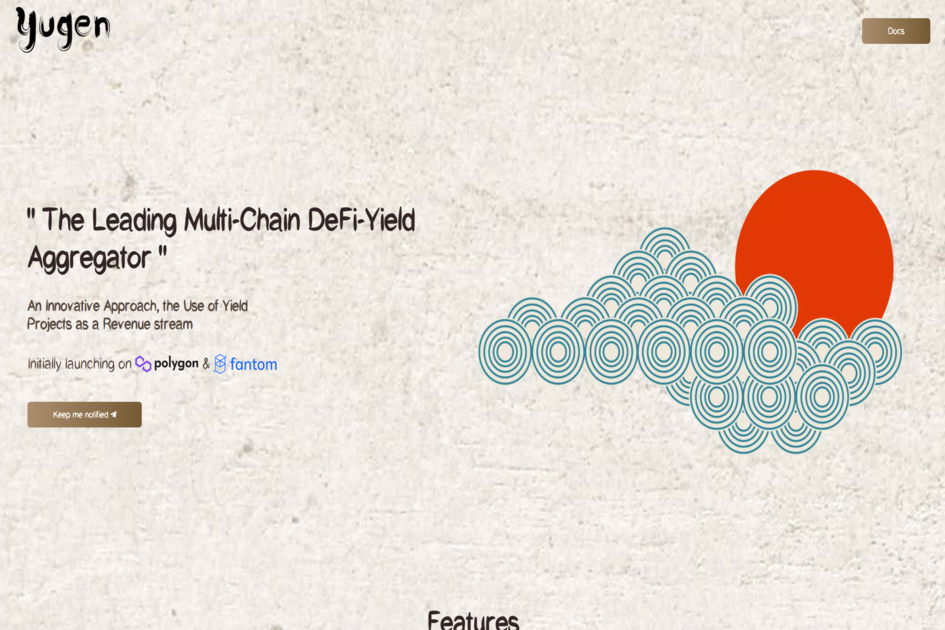 Yugen
Docs
" The Leading Multi-Chain DeFi-Yield
Aggregator "
An Innovative Approach, the Use of Yield
Projects as a Revenue stream
Initially launching on polygon & fantom
Keep me notified
Features